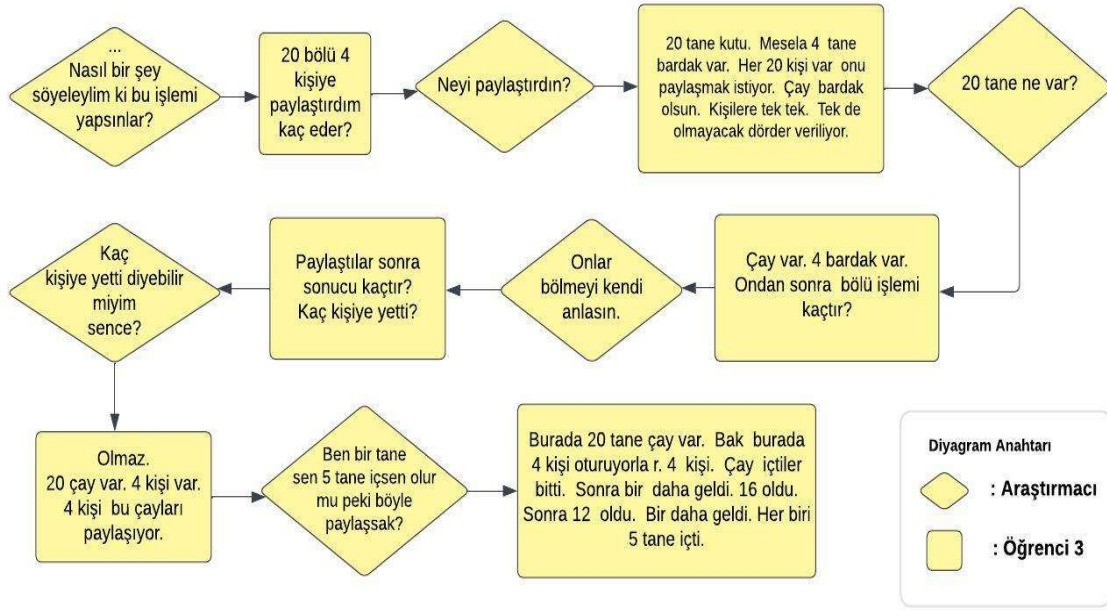 ...
Nasıl bir şey
söyeleylim ki bu işlemi
yapsınlar?
20 bölü 4
kişiye
paylaştırdım
kaç eder?
Neyi paylaştırdın?
20 tane kutu. Mesela 4 tane
bardak var. Her 20 kişi var onu
paylaşmak istiyor. Çay bardak
olsun. Kişilere tek tek. Tek de
olmayacak dörder veriliyor.
20 tane ne var?
Çay var. 4 bardak var.
Ondan sonra bölü işlemi
kaçtır?
Onlar
bölmeyi kendi
anlasın.
Paylaştılar sonra
sonucu kaçtır?
Kaç kişiye yetti?
Kaç
kişiye yetti diyebilir
miyim
sence?
Olmaz.
20 çay var. 4 kişi var.
4 kişi bu çayları
paylaşıyor.
Ben bir tane
sen 5 tane içsen olur
mu peki böyle
paylaşsak?
Burada 20 tane çay var. Bak burada
4 kişi oturuyorla r. 4 kişi. Çay içtiler
bitti. Sonra bir daha geldi. 16 oldu.
Sonra 12 oldu. Bir daha geldi. Her biri
5 tane içti.
Diyagram Anahtarı
: Araştırmacı
: Öğrenci 3